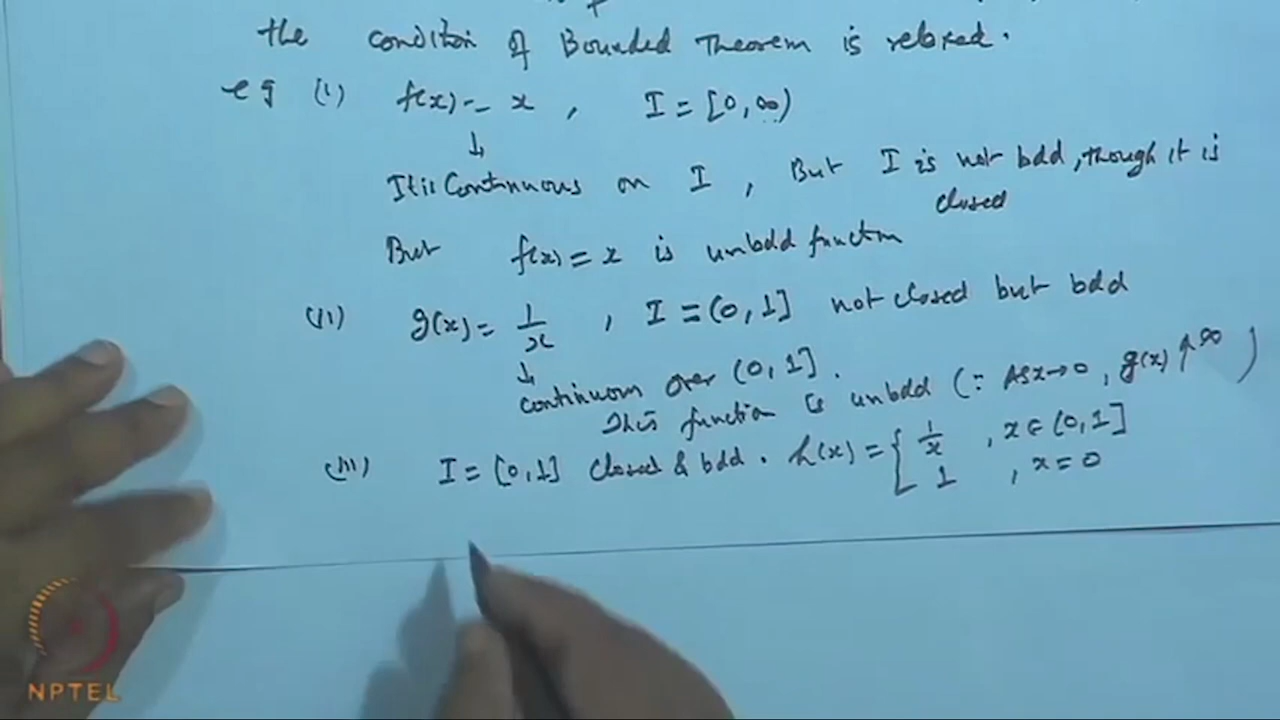 the condition of Bounded Theorem is relaxed.
eg (i) f(x) = x , I = [0, ∞)
↓
It is Continuous on I , But I is not bdd, though it is
closed
But f(x) = x is unbdd function
(ii) g(x) = 1/x , I = (0, 1] not closed but bdd
↓
continuous over (0, 1].
This function is unbdd (∵ As x→0, g(x) ↑ ∞)
(iii) I = [0, 1] closed & bdd. h(x) = { 1/x , x ∈ (0, 1]
1 , x = 0
NPTEL